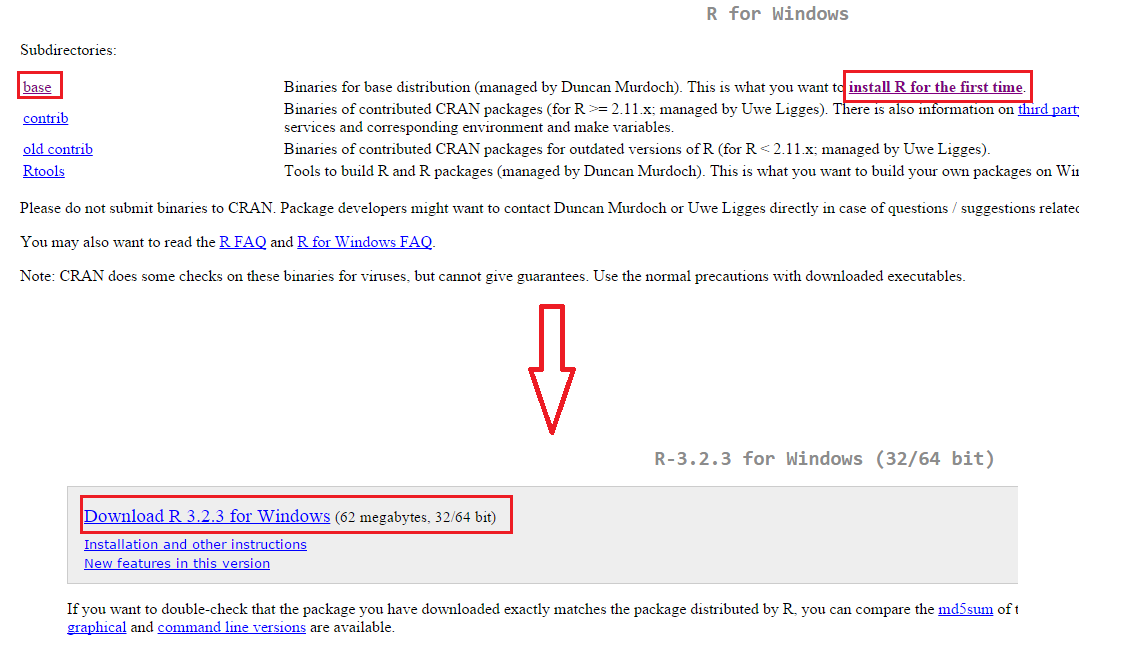 R for Windows
Subdirectories:
base Binaries for base distribution (managed by Duncan Murdoch). This is what you want to install R for the first time.
contrib Binaries of contributed CRAN packages (for R >= 2.11.x; managed by Uwe Ligges). There is also information on third party
services and corresponding environment and make variables.
old contrib Binaries of contributed CRAN packages for outdated versions of R (for R < 2.11.x; managed by Uwe Ligges).
Rtools Tools to build R and R packages (managed by Duncan Murdoch). This is what you want to build your own packages on
Please do not submit binaries to CRAN. Package developers might want to contact Duncan Murdoch or Uwe Ligges directly in case of questions / suggestions
You may also want to read the R FAQ and R for Windows FAQ.
Note: CRAN does some checks on these binaries for viruses, but cannot give guarantees. Use the normal precautions with downloaded executables.
R-3.2.3 for Windows (32/64 bit)
Download R 3.2.3 for Windows (62 megabytes, 32/64 bit)
Installation and other instructions
New features in this version
If you want to double-check that the package you have downloaded exactly matches the package distributed by R, you can compare the md5sum of
graphical and command line versions are available.